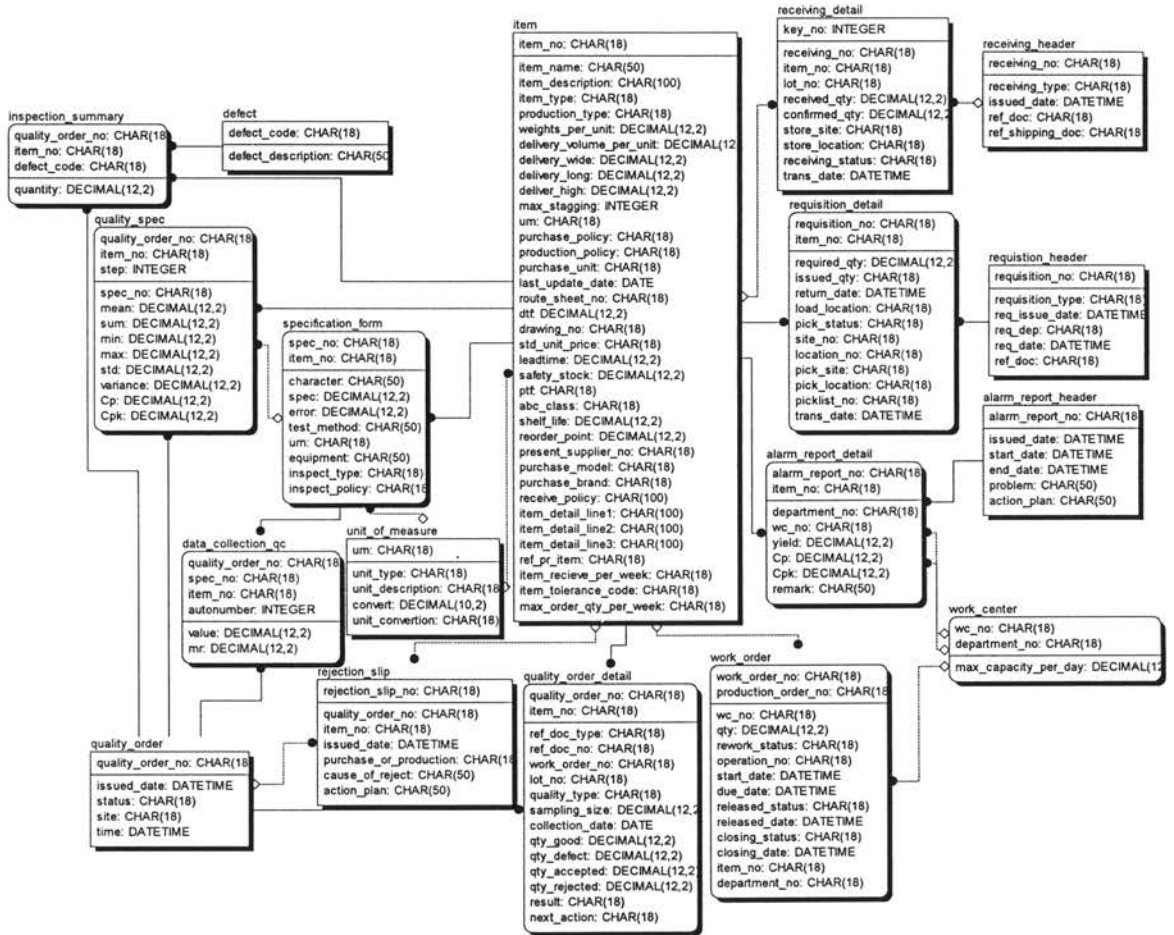 inspection_summary
quality_order_no: CHAR(18
item_no: CHAR(18)
defect_code: CHAR(18)
quantity: DECIMAL(12,2)
defect
defect_code: CHAR(18)
defect_description: CHAR(50
quality_spec
quality_order_no: CHAR(18
item_no: CHAR(18)
step: INTEGER
spec_no: CHAR(18)
mean: DECIMAL(12,2)
sum: DECIMAL(12,2)
min: DECIMAL(12,2)
max: DECIMAL(12,2)
std: DECIMAL(12,2)
variance: DECIMAL(12,2)
Cp: DECIMAL(12,2)
Cpk: DECIMAL(12,2)
specification_form
spec_no: CHAR(18)
item_no: CHAR(18)
character: CHAR(50)
spec: DECIMAL(12,2)
error: DECIMAL(12,2)
test_method: CHAR(50)
um: CHAR(18)
equipment: CHAR(50)
inspect_type: CHAR(18)
inspect_policy: CHAR(18
data_collection_qc
quality_order_no: CHAR(18
spec_no: CHAR(18)
item_no: CHAR(18)
autonumber: INTEGER
value: DECIMAL(12,2)
mr: DECIMAL(12,2)
unit_of_measure
um: CHAR(18)
unit_type: CHAR(18)
unit_description: CHAR(18
convert: DECIMAL(10,2)
unit_convertion: CHAR(18)
item
item_no: CHAR(18)
item_name: CHAR(50)
item_description: CHAR(100)
item_type: CHAR(18)
production_type: CHAR(18)
weights_per_unit: DECIMAL(12,2)
delivery_volume_per_unit: DECIMAL(12
delivery_wide: DECIMAL(12,2)
delivery_long: DECIMAL(12,2)
deliver_high: DECIMAL(12,2)
max_stagging: INTEGER
um: CHAR(18)
purchase_policy: CHAR(18)
production_policy: CHAR(18)
purchase_unit: CHAR(18)
last_update_date: DATE
route_sheet_no: CHAR(18)
dtf: DECIMAL(12,2)
drawing_no: CHAR(18)
std_unit_price: CHAR(18)
leadtime: DECIMAL(12,2)
safety_stock: DECIMAL(12,2)
ptf: CHAR(18)
abc_class: CHAR(18)
shelf_life: DECIMAL(12,2)
reorder_point: DECIMAL(12,2)
present_supplier_no: CHAR(18)
purchase_model: CHAR(18)
purchase_brand: CHAR(18)
receive_policy: CHAR(100)
item_detail_line1: CHAR(100)
item_detail_line2: CHAR(100)
item_detail_line3: CHAR(100)
ref_pr_item: CHAR(18)
item_recieve_per_week: CHAR(18)
item_tolerance_code: CHAR(18)
max_order_qty_per_week: CHAR(18)
receiving_detail
key_no: INTEGER
receiving_no: CHAR(18)
item_no: CHAR(18)
lot_no: CHAR(18)
received_qty: DECIMAL(12,2)
confirmed_qty: DECIMAL(12,2
store_site: CHAR(18)
store_location: CHAR(18)
receiving_status: CHAR(18)
trans_date: DATETIME
receiving_header
receiving_no: CHAR(18)
receiving_type: CHAR(18)
issued_date: DATETIME
ref_doc: CHAR(18)
ref_shipping_doc: CHAR(18
requisition_detail
requisition_no: CHAR(18)
item_no: CHAR(18)
required_qty: DECIMAL(12,2
issued_qty: CHAR(18)
return_date: DATETIME
load_location: CHAR(18)
pick_status: CHAR(18)
site_no: CHAR(18)
location_no: CHAR(18)
pick_site: CHAR(18)
pick_location: CHAR(18)
picklist_no: CHAR(18)
trans_date: DATETIME
requistion_header
requisition_no: CHAR(18)
requisition_type: CHAR(18
req_issue_date: DATETIME
req_dep: CHAR(18)
req_date: DATETIME
ref_doc: CHAR(18)
alarm_report_header
alarm_report_no: CHAR(18
issued_date: DATETIME
start_date: DATETIME
end_date: DATETIME
problem: CHAR(50)
action_plan: CHAR(50)
alarm_report_detail
alarm_report_no: CHAR(18
item_no: CHAR(18)
department_no: CHAR(18)
wc_no: CHAR(18)
yield: DECIMAL(12,2)
Cp: DECIMAL(12,2)
Cpk: DECIMAL(12,2)
remark: CHAR(50)
work_center
wc_no: CHAR(18)
department_no: CHAR(18)
max_capacity_per_day: DECIMAL(12
quality_order
quality_order_no: CHAR(18
issued_date: DATETIME
status: CHAR(18)
site: CHAR(18)
time: DATETIME
rejection_slip
rejection_slip_no: CHAR(18)
quality_order_no: CHAR(18)
item_no: CHAR(18)
issued_date: DATETIME
purchase_or_production: CHAR(18
cause_of_reject: CHAR(50)
action_plan: CHAR(50)
quality_order_detail
quality_order_no: CHAR(18)
item_no: CHAR(18)
ref_doc_type: CHAR(18)
ref_doc_no: CHAR(18)
work_order_no: CHAR(18)
lot_no: CHAR(18)
quality_type: CHAR(18)
sampling_size: DECIMAL(12,2
collection_date: DATE
qty_good: DECIMAL(12,2)
qty_defect: DECIMAL(12,2)
qty_accepted: DECIMAL(12,2)
qty_rejected: DECIMAL(12,2)
result: CHAR(18)
next_action: CHAR(18)
work_order
work_order_no: CHAR(18)
production_order_no: CHAR(18
wc_no: CHAR(18)
qty: DECIMAL(12,2)
rework_status: CHAR(18)
operation_no: CHAR(18)
start_date: DATETIME
due_date: DATETIME
released_status: CHAR(18)
released_date: DATETIME
closing_status: CHAR(18)
closing_date: DATETIME
item_no: CHAR(18)
department_no: CHAR(18)